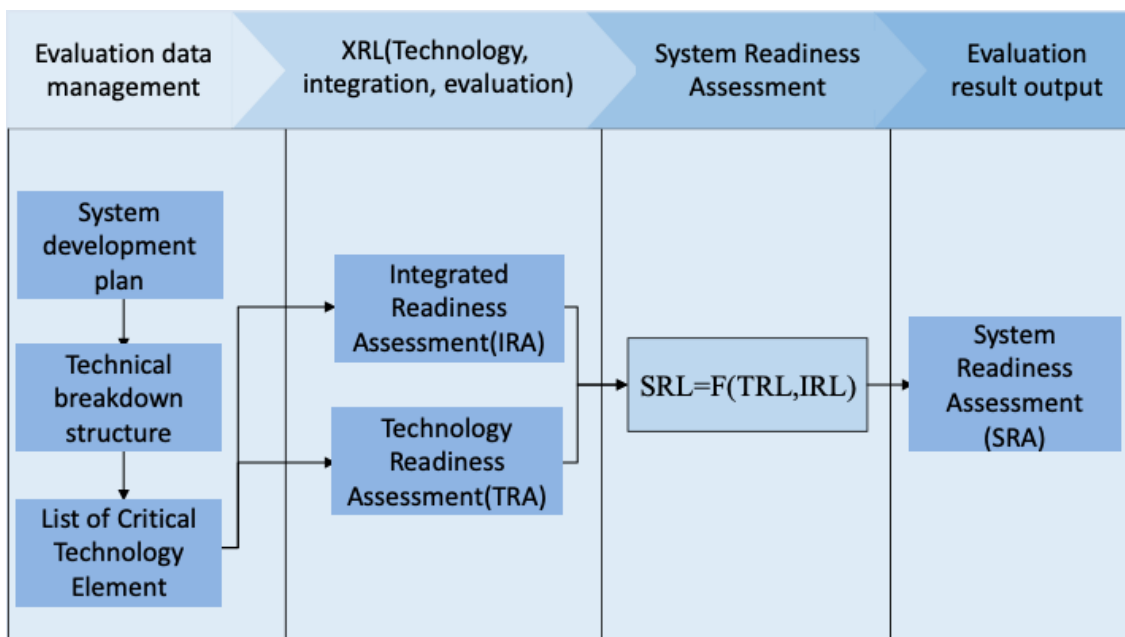 Evaluation data
management
XRL(Technology,
integration, evaluation)
System Readiness
Assessment
Evaluation
result output
System
development
plan
Technical
breakdown
structure
List of Critical
Technology
Element
Integrated
Readiness
Assessment(IRA)
Technology
Readiness
Assessment(TRA)
SRL=F(TRL,IRL)
System
Readiness
Assessment
(SRA)